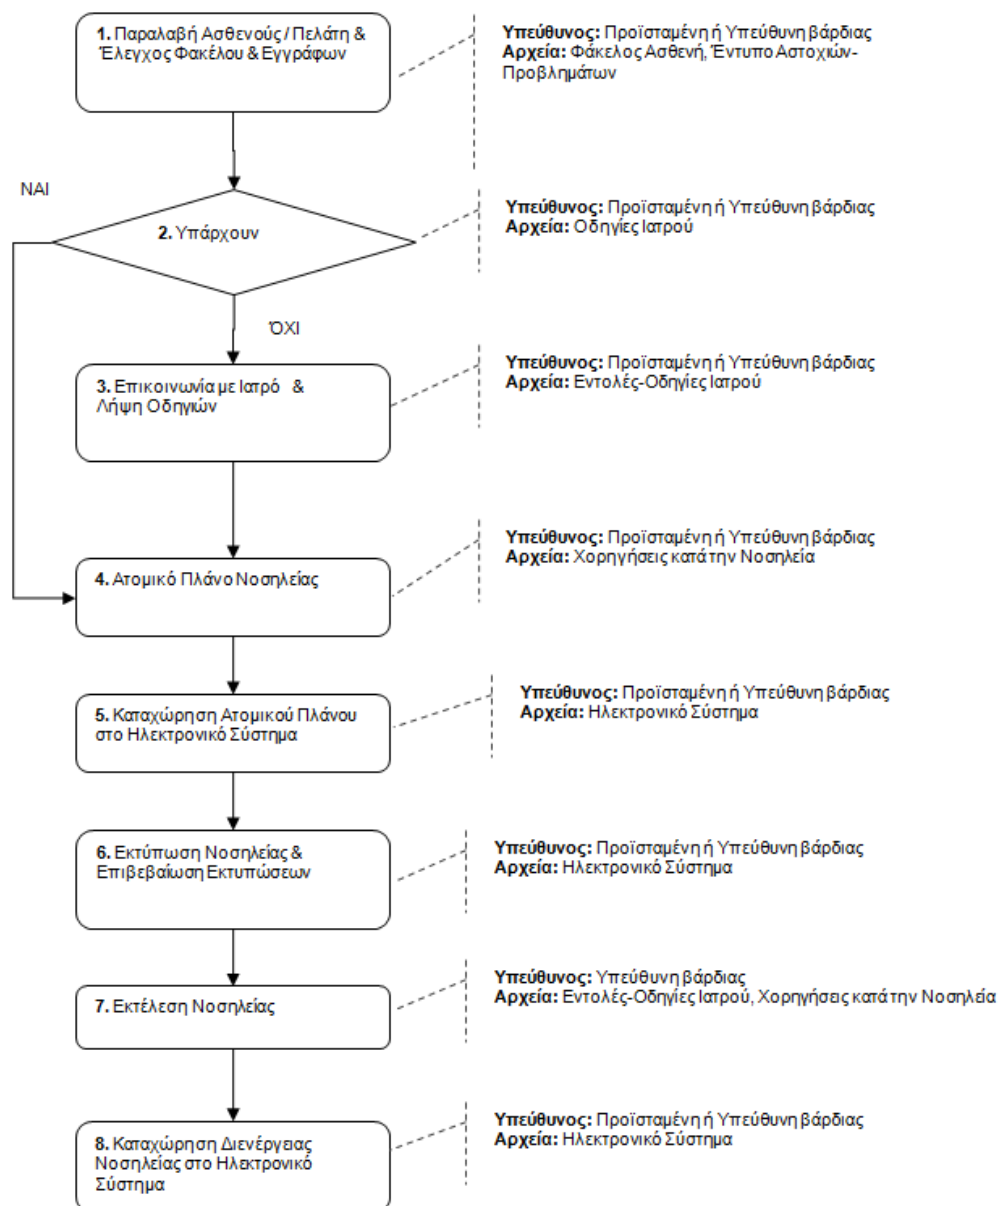 1. Παραλαβή Ασθενούς / Πελάτη &
Έλεγχος Φακέλου & Εγγράφων
Υπεύθυνος: Προϊσταμένη ή Υπεύθυνη βάρδιας
Αρχεία: Φάκελος Ασθενή, Έντυπο Αστοχιών-
Προβλημάτων
ΝΑΙ
2. Υπάρχουν
Υπεύθυνος: Προϊσταμένη ή Υπεύθυνη βάρδιας
Αρχεία: Οδηγίες Ιατρού
ΌΧΙ
3. Επικοινωνία με Ιατρό &
Λήψη Οδηγιών
Υπεύθυνος: Προϊσταμένη ή Υπεύθυνη βάρδιας
Αρχεία: Εντολές-Οδηγίες Ιατρού
4. Ατομικό Πλάνο Νοσηλείας
Υπεύθυνος: Προϊσταμένη ή Υπεύθυνη βάρδιας
Αρχεία: Χορηγήσεις κατά την Νοσηλεία
5. Καταχώρηση Ατομικού Πλάνου
στο Ηλεκτρονικό Σύστημα
Υπεύθυνος: Προϊσταμένη ή Υπεύθυνη βάρδιας
Αρχεία: Ηλεκτρονικό Σύστημα
6. Εκτύπωση Νοσηλείας &
Επιβεβαίωση Εκτυπώσεων
Υπεύθυνος: Προϊσταμένη ή Υπεύθυνη βάρδιας
Αρχεία: Ηλεκτρονικό Σύστημα
7. Εκτέλεση Νοσηλείας
Υπεύθυνος: Υπεύθυνη βάρδιας
Αρχεία: Εντολές-Οδηγίες Ιατρού, Χορηγήσεις κατά την Νοσηλεία
8. Καταχώρηση Διενέργειας
Νοσηλείας στο Ηλεκτρονικό
Σύστημα
Υπεύθυνος: Προϊσταμένη ή Υπεύθυνη βάρδιας
Αρχεία: Ηλεκτρονικό Σύστημα